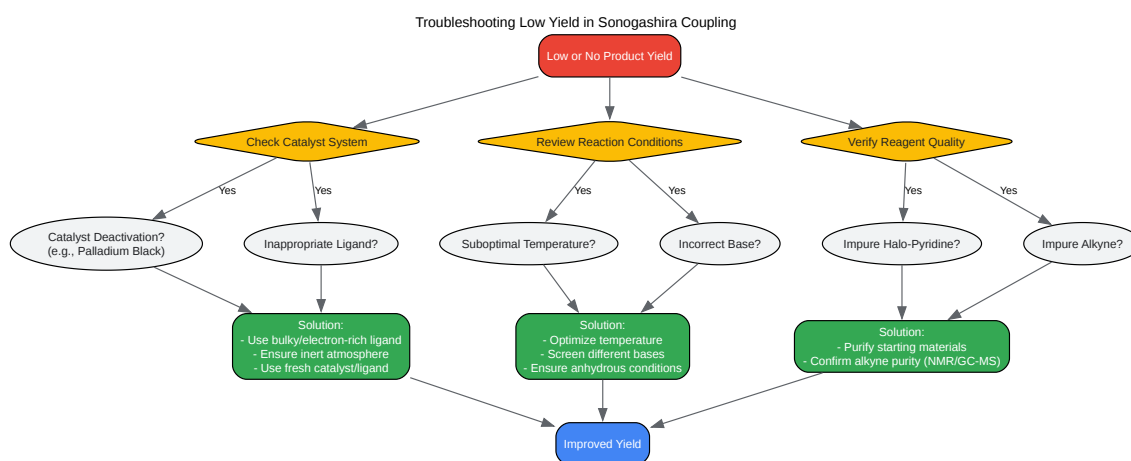 Troubleshooting Low Yield in Sonogashira Coupling
Low or No Product Yield
Check Catalyst System
Review Reaction Conditions
Verify Reagent Quality
Yes
Yes
Yes
Yes
Yes
Yes
Catalyst Deactivation?
(e.g., Palladium Black)
Inappropriate Ligand?
Suboptimal Temperature?
Incorrect Base?
Impure Halo-Pyridine?
Impure Alkyne?
Solution:
- Use bulky/electron-rich ligand
- Ensure inert atmosphere
- Use fresh catalyst/ligand
Solution:
- Optimize temperature
- Screen different bases
- Ensure anhydrous conditions
Solution:
- Purify starting materials
- Confirm alkyne purity (NMR/GC-MS)
Improved Yield